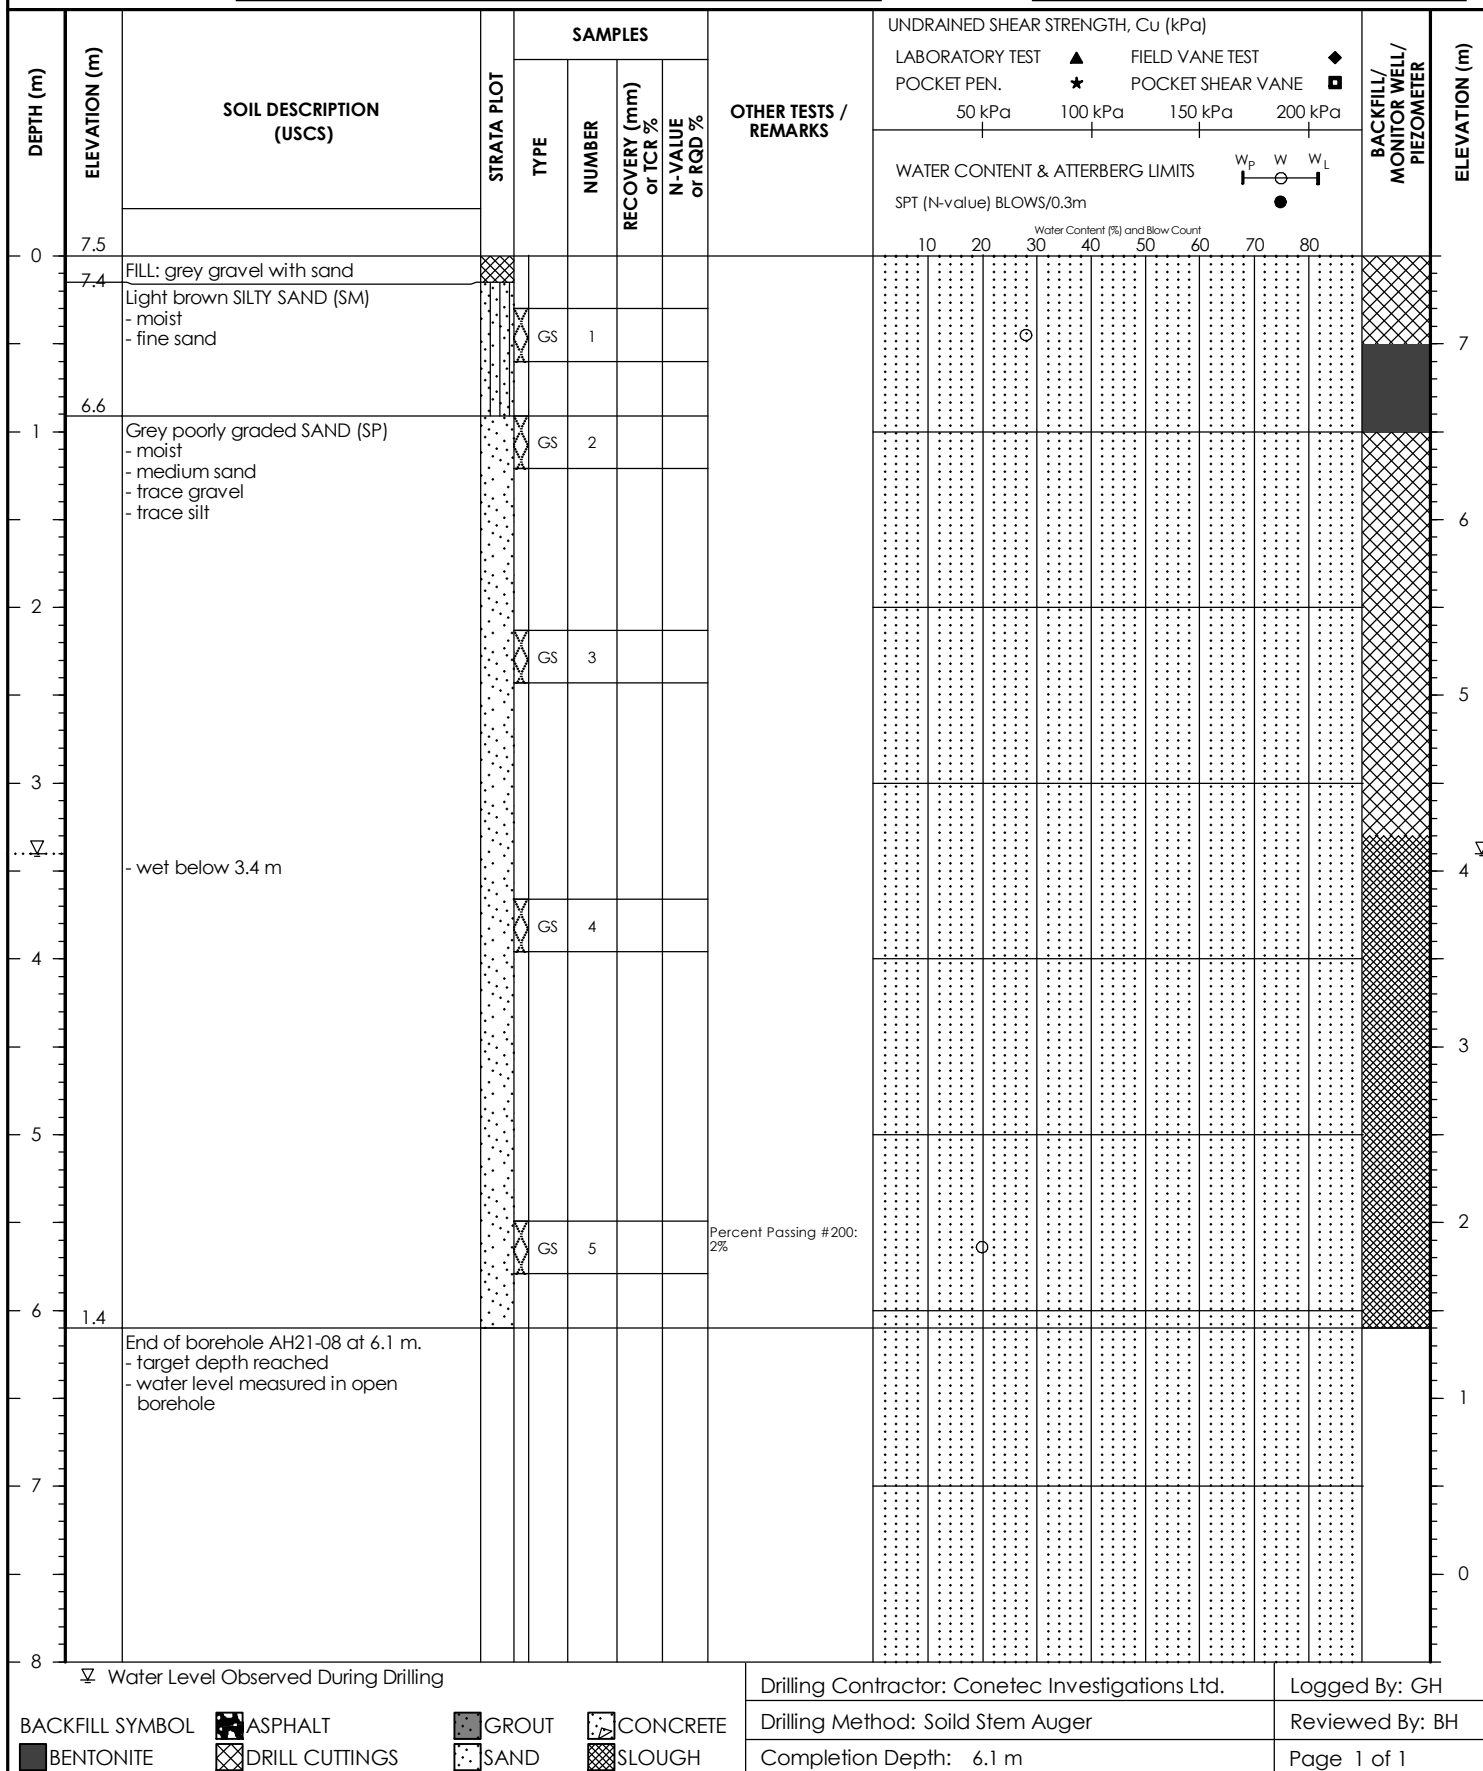 DEPTH (m)
ELEVATION (m)
SOIL DESCRIPTION
(USCS)
STRATA PLOT
SAMPLES
TYPE
NUMBER
RECOVERY (mm)
or TCR %
N-VALUE
or RQD %
OTHER TESTS /
REMARKS
UNDRAINED SHEAR STRENGTH, Cu (kPa)
LABORATORY TEST
FIELD VANE TEST
POCKET PEN.
POCKET SHEAR VANE
50 kPa 100 kPa 150 kPa 200 kPa
WATER CONTENT & ATTERBERG LIMITS
WP W WL
SPT (N-value) BLOWS/0.3m
Water Content (%) and Blow Count
10 20 30 40 50 60 70 80
BACKFILL/
MONITOR WELL/
PIEZOMETER
ELEVATION (m)
0
7.5
FILL: grey gravel with sand
7.4
Light brown SILTY SAND (SM)
- moist
- fine sand
GS 1
7
6.6
1
Grey poorly graded SAND (SP)
- moist
- medium sand
- trace gravel
- trace silt
GS 2
6
2
GS 3
5
3
- wet below 3.4 m
4
GS 4
4
3
5
2
GS 5
Percent Passing #200:
2%
6
1.4
End of borehole AH21-08 at 6.1 m.
- target depth reached
- water level measured in open
borehole
1
7
0
8
Water Level Observed During Drilling
BACKFILL SYMBOL
ASPHALT
GROUT
CONCRETE
BENTONITE
DRILL CUTTINGS
SAND
SLOUGH
Drilling Contractor: Conetec Investigations Ltd.
Logged By: GH
Drilling Method: Soild Stem Auger
Reviewed By: BH
Completion Depth: 6.1 m
Page 1 of 1